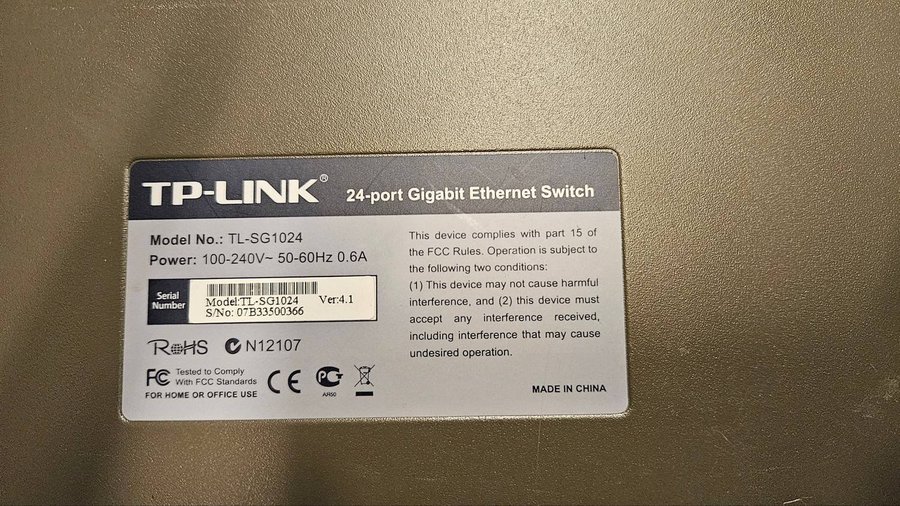 TP-LINK® 24-port Gigabit Ethernet Switch
Model No.: TL-SG1024
Power: 100-240V~ 50-60Hz 0.6A
Serial
Number
Model:TL-SG1024 Ver:4.1
S/No: 07B33500366
RoHS N12107
FC Tested to Comply
With FCC Standards
FOR HOME OR OFFICE USE
CE
PG
AR50
This device complies with part 15 of
the FCC Rules. Operation is subject to
the following two conditions:
(1) This device may not cause harmful
interference, and (2) this device must
accept any interference received,
including interference that may cause
undesired operation.
MADE IN CHINA